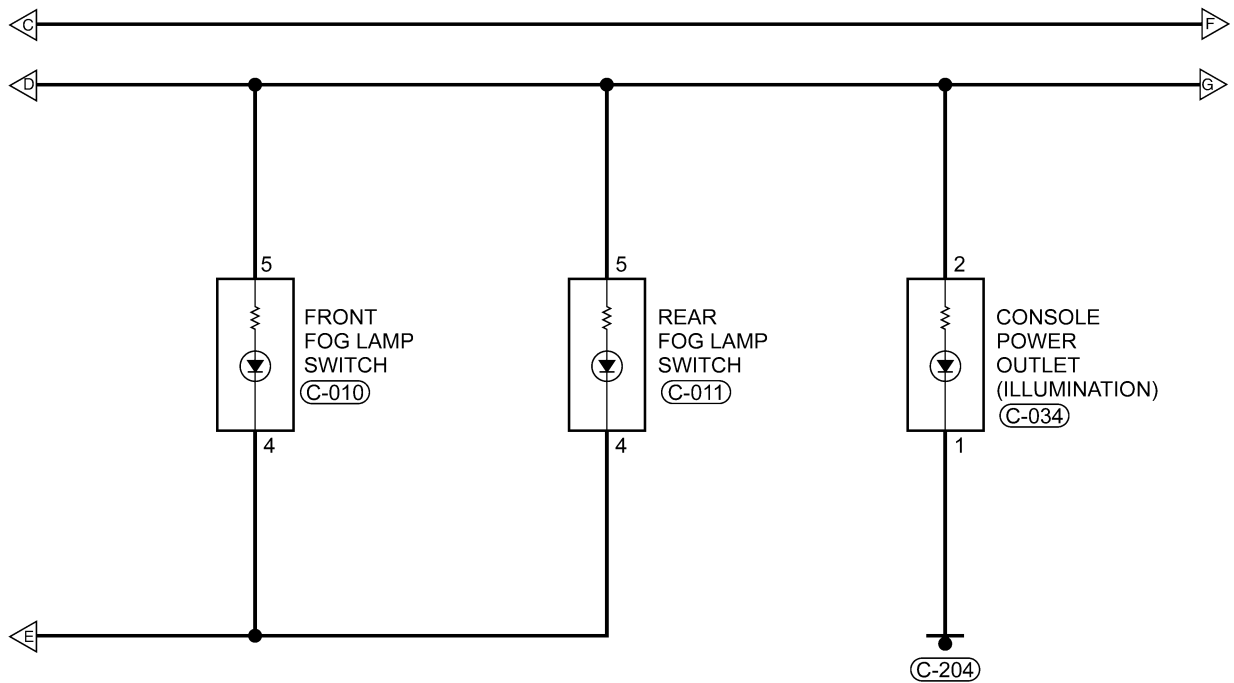 C
F
D
G
5
5
2
FRONT
FOG LAMP
SWITCH
C-010
REAR
FOG LAMP
SWITCH
C-011
CONSOLE
POWER
OUTLET
(ILLUMINATION)
C-034
4
4
1
E
C-204